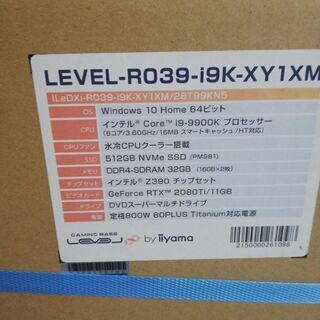 LEVEL-R039-i9K-XY1XM
ILeDXi-R039-i9K-XY1XM/28T99KN5
OS Windows 10 Home 64ビット
CPU インテル® Core™ i9-9900K プロセッサー
(8コア/3.60GHz/16MB スマートキャッシュ/HT対応)
CPUファン 水冷CPUクーラー搭載
SSD 512GB NVMe SSD (PM981)
メモリ DDR4-SDRAM 32GB (16GB×2枚)
チップセット インテル® Z390 チップセット
ビデオカード GeForce RTX™ 2080Ti/11GB
ドライブ DVDスーパーマルチドライブ
電源 定格800W 80PLUS Titanium対応電源
GAMING BASE
LEVEL∞ by iiyama
2150000261098